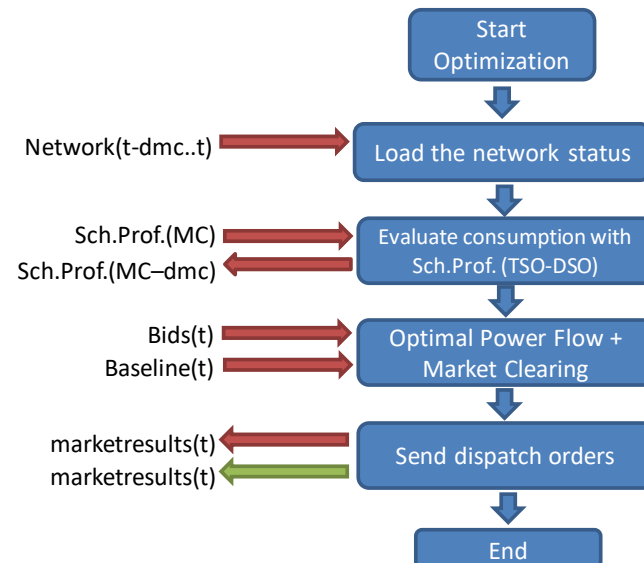 Start
Optimization
Network(t-dmc..t)
Load the network status
Sch.Prof.(MC)
Sch.Prof.(MC–dmc)
Evaluate consumption with
Sch.Prof. (TSO-DSO)
Bids(t)
Baseline(t)
Optimal Power Flow +
Market Clearing
marketresults(t)
marketresults(t)
Send dispatch orders
End